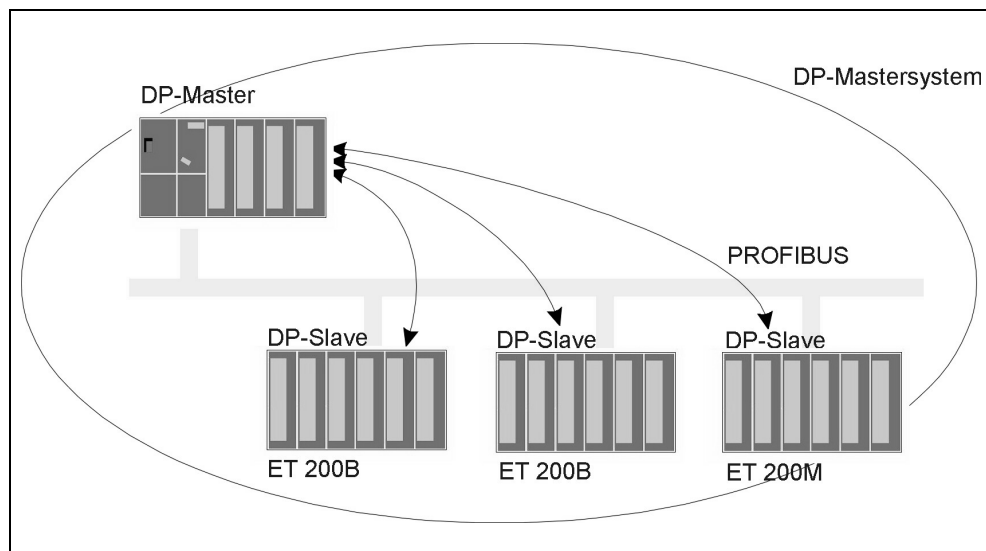 DP-Mastersystem
DP-Master
PROFIBUS
DP-Slave
DP-Slave
DP-Slave
ET 200B
ET 200B
ET 200M